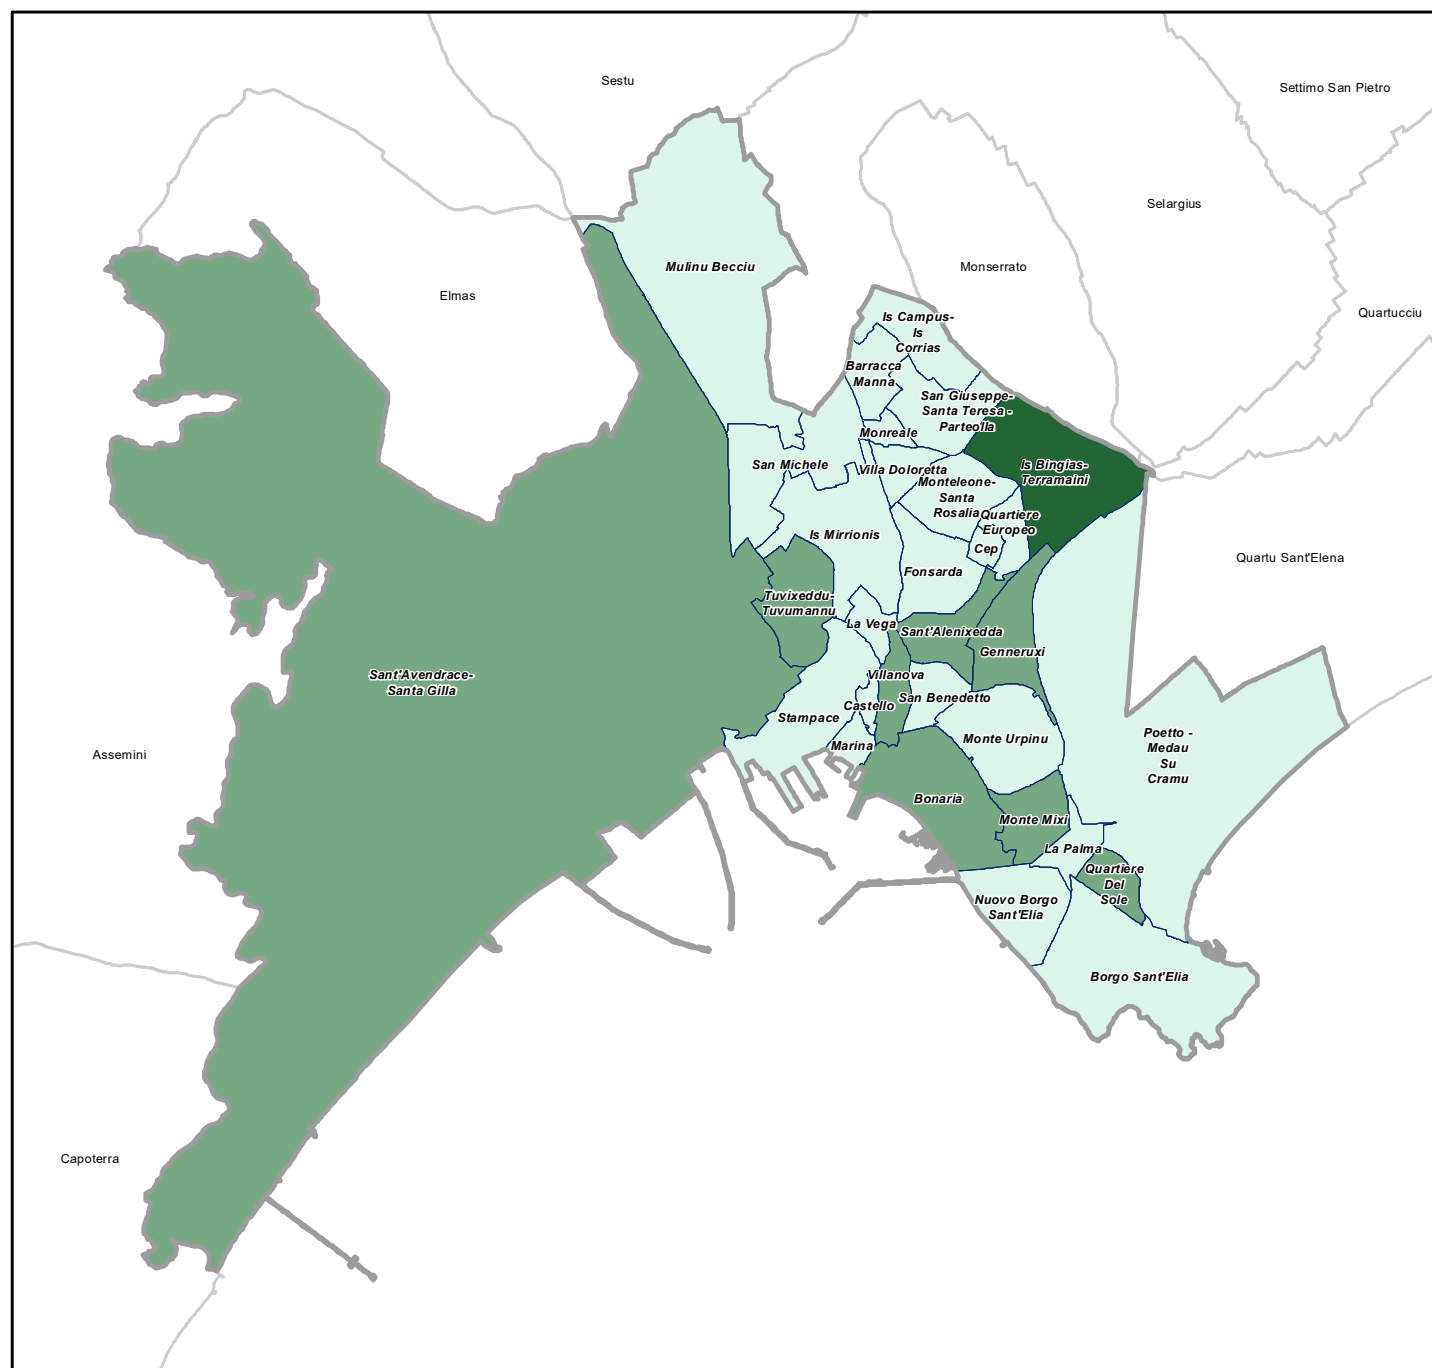 Sestu
Settimo San Pietro
Selargius
Monserrato
Elmas
Quartucciu
Mulinu Becciu
Is Campus-
Is
Corrias
Barracca
Manna
San Giuseppe-
Santa Teresa -
Parteolla
Monreale
San Michele
Villa Doloretta
Is Bingias-
Terramaini
Monteleone-
Santa
Rosalia
Quartiere
Europeo
Is Mirrionis
Cep
Fonsarda
Quartu Sant'Elena
Tuvixeddu-
Tuvumannu
La Vega
Sant'Alenixedda
Genneruxi
Sant'Avendrace-
Santa Gilla
Villanova
San Benedetto
Castello
Stampace
Marina
Monte Urpinu
Poetto -
Medau
Su
Cramu
Assemini
Bonaria
Monte Mixi
La Palma
Quartiere
Del
Sole
Nuovo Borgo
Sant'Elia
Borgo Sant'Elia
Capoterra